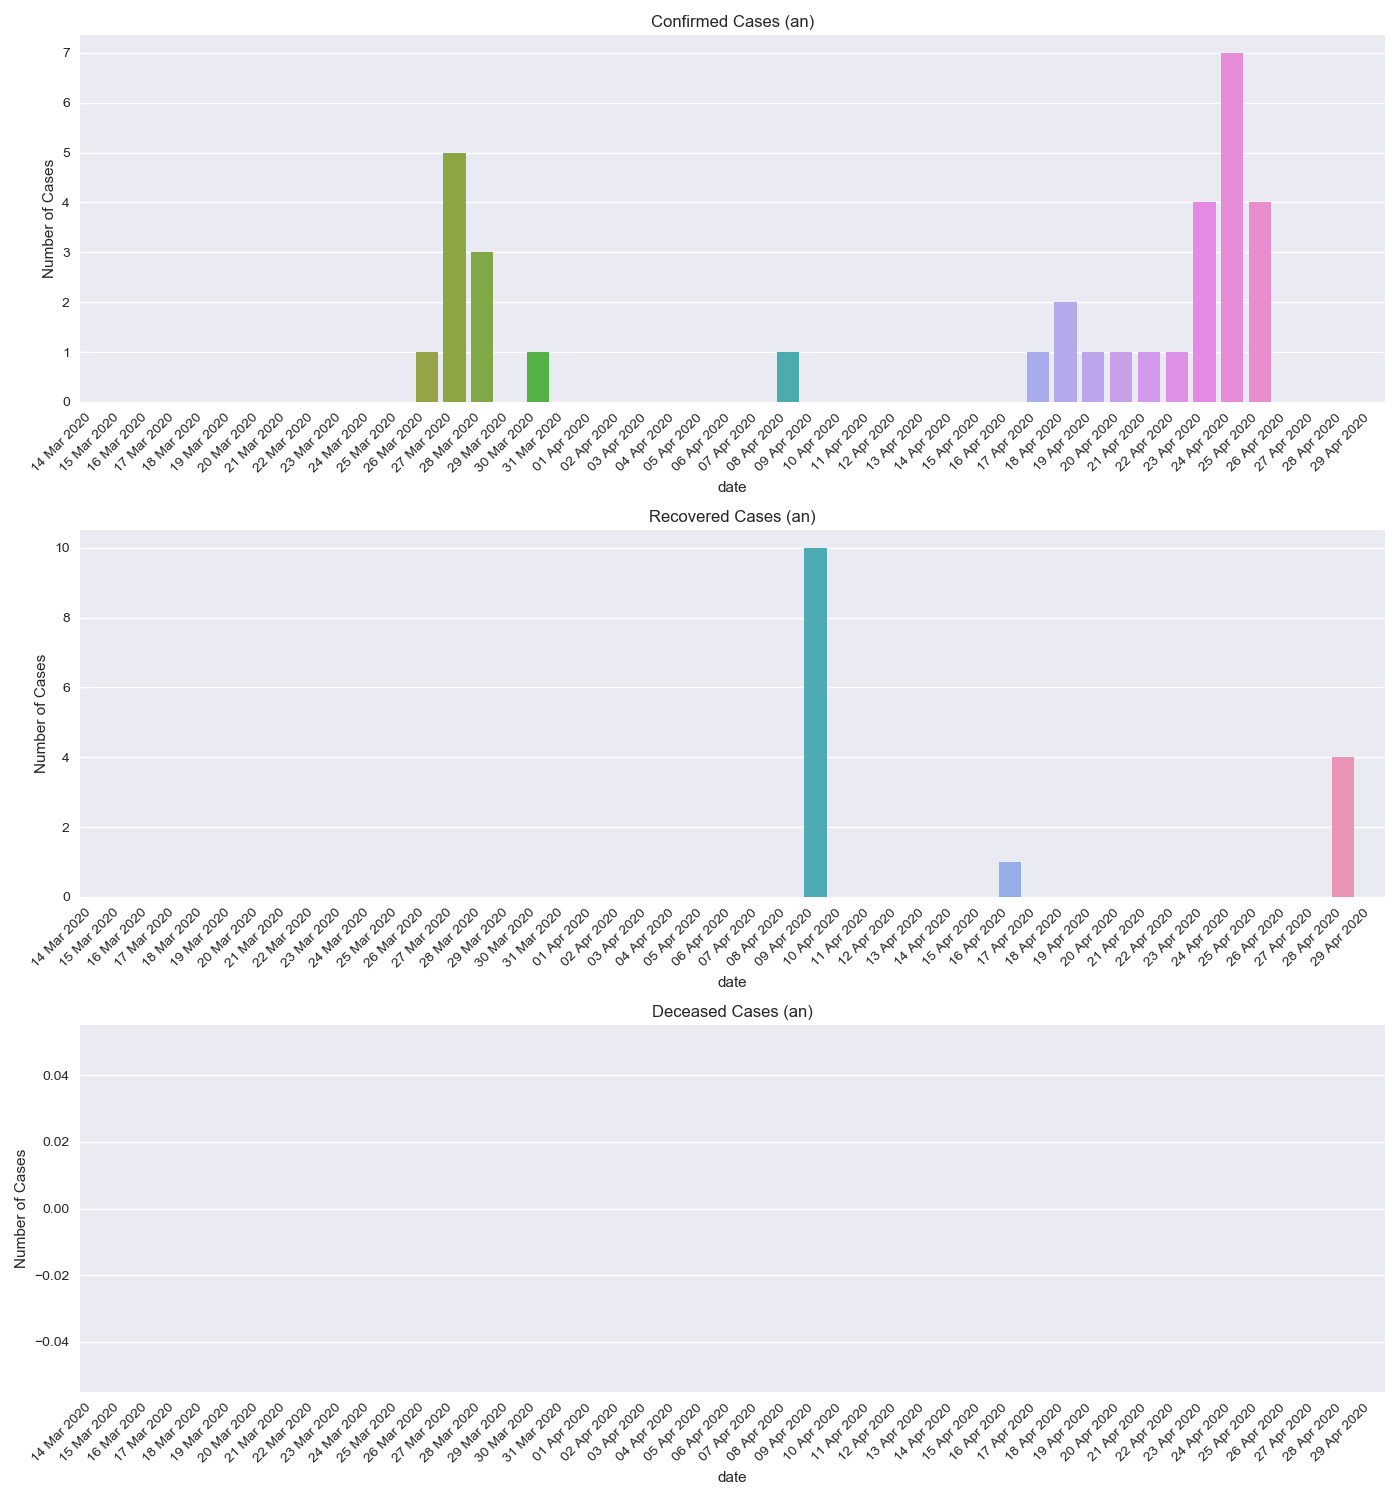 Confirmed Cases (an)
Number of Cases
7
6
5
4
3
2
1
0
14 Mar 2020
15 Mar 2020
16 Mar 2020
17 Mar 2020
18 Mar 2020
19 Mar 2020
20 Mar 2020
21 Mar 2020
22 Mar 2020
23 Mar 2020
24 Mar 2020
25 Mar 2020
26 Mar 2020
27 Mar 2020
28 Mar 2020
29 Mar 2020
30 Mar 2020
31 Mar 2020
01 Apr 2020
02 Apr 2020
03 Apr 2020
04 Apr 2020
05 Apr 2020
06 Apr 2020
07 Apr 2020
08 Apr 2020
09 Apr 2020
10 Apr 2020
11 Apr 2020
12 Apr 2020
13 Apr 2020
14 Apr 2020
15 Apr 2020
16 Apr 2020
17 Apr 2020
18 Apr 2020
19 Apr 2020
20 Apr 2020
21 Apr 2020
22 Apr 2020
23 Apr 2020
24 Apr 2020
25 Apr 2020
26 Apr 2020
27 Apr 2020
28 Apr 2020
29 Apr 2020
date
Recovered Cases (an)
Number of Cases
10
8
6
4
2
0
14 Mar 2020
15 Mar 2020
16 Mar 2020
17 Mar 2020
18 Mar 2020
19 Mar 2020
20 Mar 2020
21 Mar 2020
22 Mar 2020
23 Mar 2020
24 Mar 2020
25 Mar 2020
26 Mar 2020
27 Mar 2020
28 Mar 2020
29 Mar 2020
30 Mar 2020
31 Mar 2020
01 Apr 2020
02 Apr 2020
03 Apr 2020
04 Apr 2020
05 Apr 2020
06 Apr 2020
07 Apr 2020
08 Apr 2020
09 Apr 2020
10 Apr 2020
11 Apr 2020
12 Apr 2020
13 Apr 2020
14 Apr 2020
15 Apr 2020
16 Apr 2020
17 Apr 2020
18 Apr 2020
19 Apr 2020
20 Apr 2020
21 Apr 2020
22 Apr 2020
23 Apr 2020
24 Apr 2020
25 Apr 2020
26 Apr 2020
27 Apr 2020
28 Apr 2020
29 Apr 2020
date
Deceased Cases (an)
Number of Cases
0.04
0.02
0.00
−0.02
−0.04
14 Mar 2020
15 Mar 2020
16 Mar 2020
17 Mar 2020
18 Mar 2020
19 Mar 2020
20 Mar 2020
21 Mar 2020
22 Mar 2020
23 Mar 2020
24 Mar 2020
25 Mar 2020
26 Mar 2020
27 Mar 2020
28 Mar 2020
29 Mar 2020
30 Mar 2020
31 Mar 2020
01 Apr 2020
02 Apr 2020
03 Apr 2020
04 Apr 2020
05 Apr 2020
06 Apr 2020
07 Apr 2020
08 Apr 2020
09 Apr 2020
10 Apr 2020
11 Apr 2020
12 Apr 2020
13 Apr 2020
14 Apr 2020
15 Apr 2020
16 Apr 2020
17 Apr 2020
18 Apr 2020
19 Apr 2020
20 Apr 2020
21 Apr 2020
22 Apr 2020
23 Apr 2020
24 Apr 2020
25 Apr 2020
26 Apr 2020
27 Apr 2020
28 Apr 2020
29 Apr 2020
date